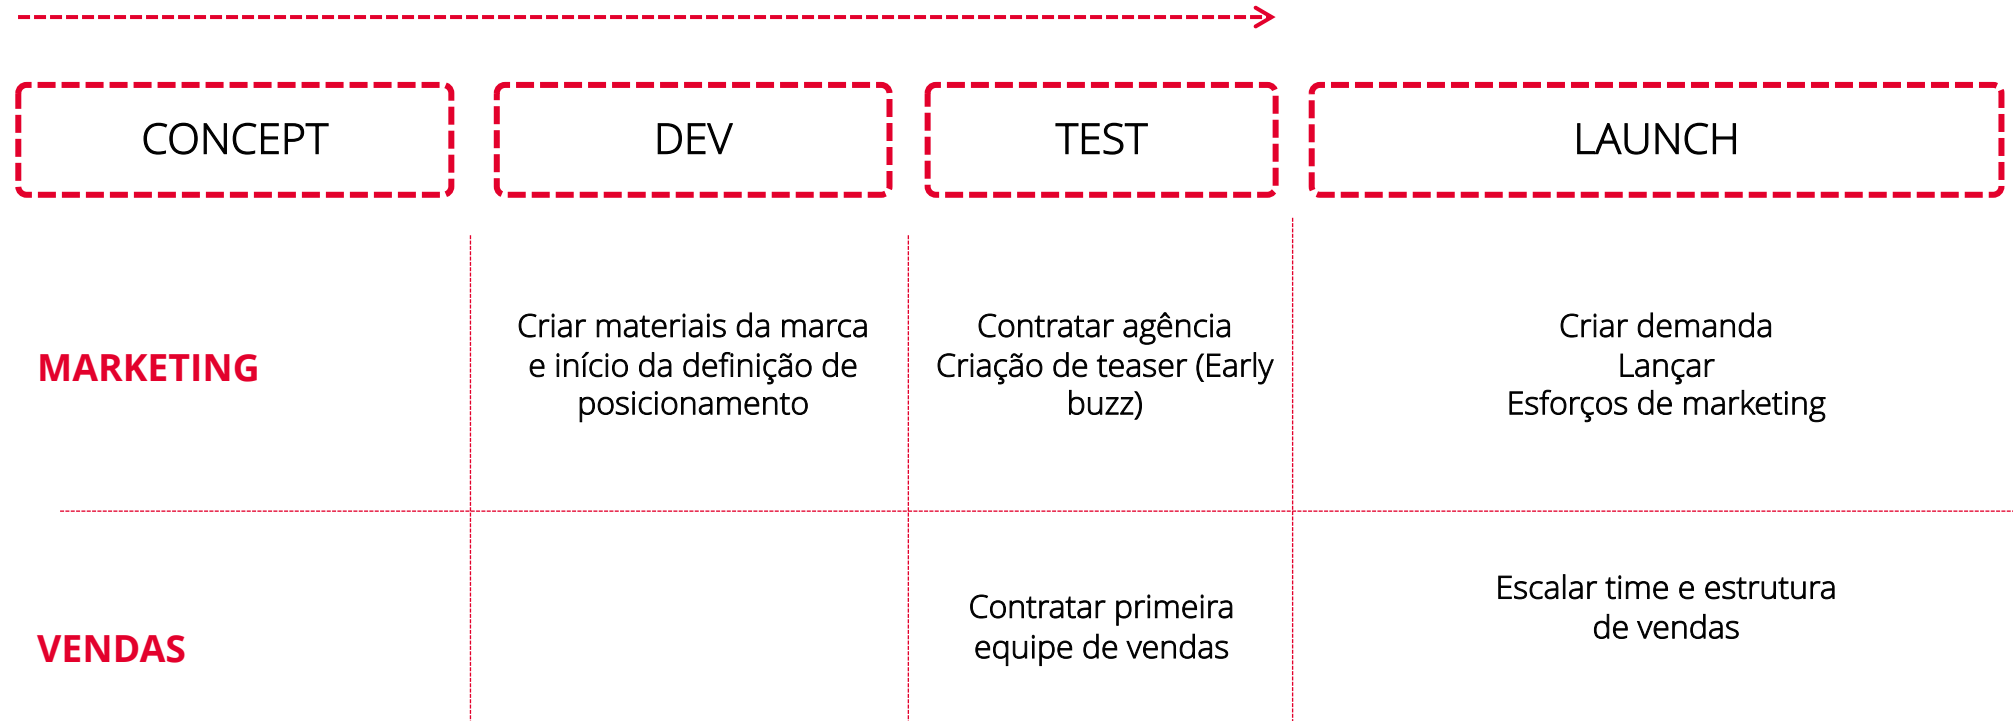 CONCEPT
DEV
TEST
LAUNCH
MARKETING
Criar materiais da marca
e início da definição de
posicionamento
Contratar agência
Criação de teaser (Early
buzz)
Criar demanda
Lançar
Esforços de marketing
VENDAS
Contratar primeira
equipe de vendas
Escalar time e estrutura
de vendas